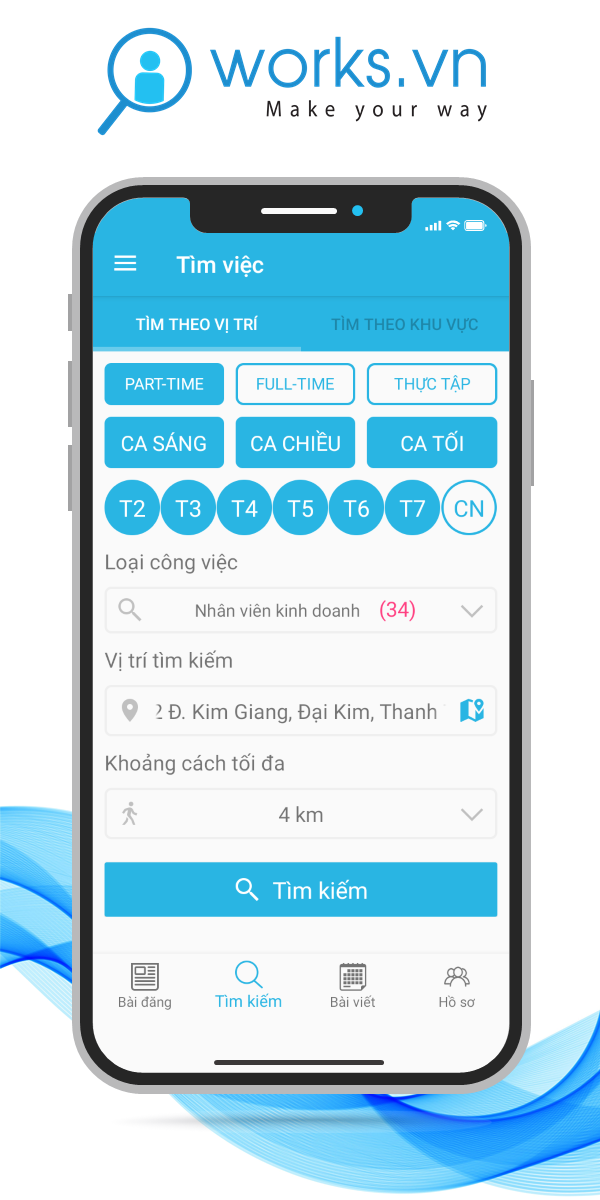 works.vn
Make your way
Tìm việc
TÌM THEO VỊ TRÍ TÌM THEO KHU VỰC
PART-TIME FULL-TIME THỰC TẬP
CA SÁNG CA CHIỀU CA TỐI
T2 T3 T4 T5 T6 T7 CN
Loại công việc
Nhân viên kinh doanh (34)
Vị trí tìm kiếm
2 Đ. Kim Giang, Đại Kim, Thanh
Khoảng cách tối đa
4 km
Tìm kiếm
Bài đăng Tìm kiếm Bài viết Hồ sơ